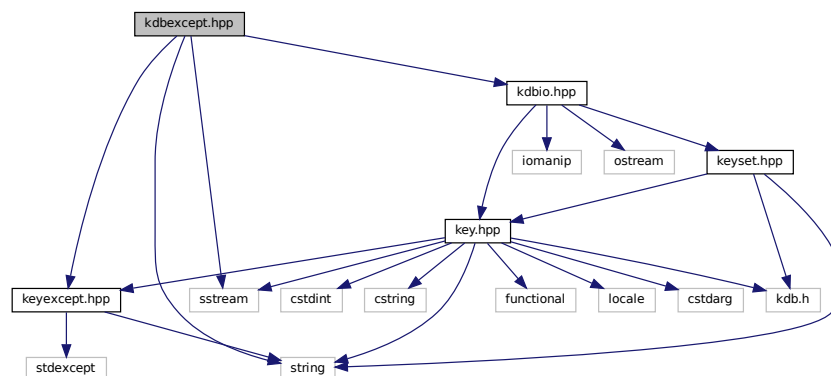 kdbexcept.hpp
kdbio.hpp
iomanip
ostream
keyset.hpp
key.hpp
keyexcept.hpp
sstream
cstdint
cstring
functional
locale
cstdarg
kdb.h
stdexcept
string